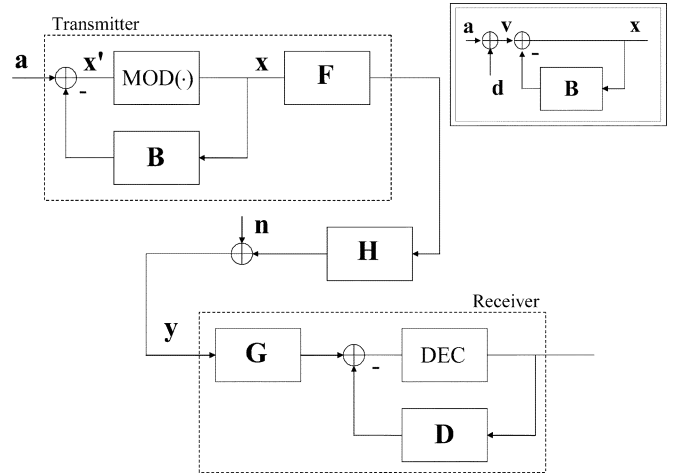 Transmitter
a
x'
MOD(·)
x
F
-
B
a
v
x
-
d
B
n
H
Receiver
y
G
-
DEC
D